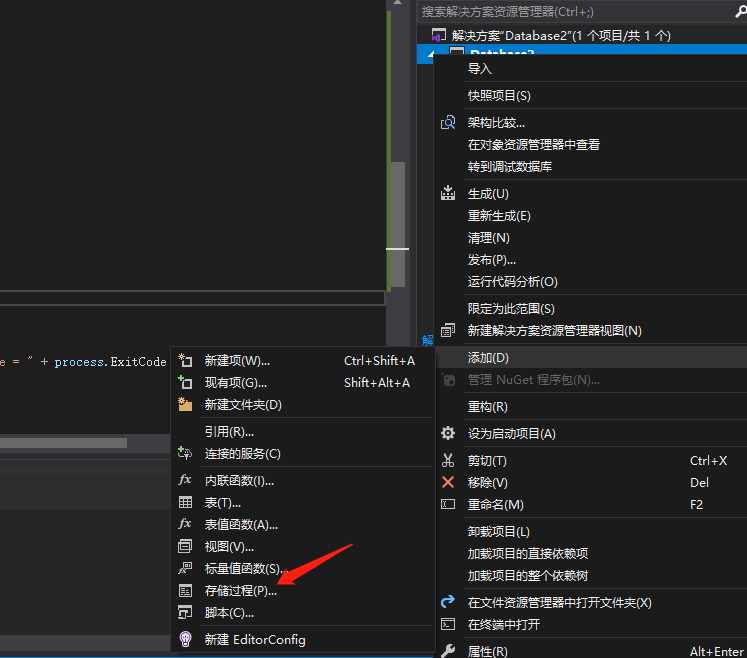 搜索解决方案资源管理器(Ctrl+;)
解决方案"Database2"(1 个项目/共 1 个)
Database2
导入
快照项目(S)
架构比较...
在对象资源管理器中查看
转到调试数据库
生成(U)
重新生成(E)
清理(N)
发布(P)...
运行代码分析(O)
限定为此范围(S)
新建解决方案资源管理器视图(N)
解
添加(D)
管理 NuGet 程序包(N)...
重构(R)
设为启动项目(A)
剪切(T) Ctrl+X
移除(V) Del
重命名(M) F2
卸载项目(L)
加载项目的直接依赖项
加载项目的整个依赖树
在文件资源管理器中打开文件夹(X)
在终端中打开
属性(R) Alt+Enter
e = " + process.ExitCode
新建项(W)... Ctrl+Shift+A
现有项(G)... Shift+Alt+A
新建文件夹(D)
引用(R)...
连接的服务(C)
内联函数(I)...
表(T)...
表值函数(A)...
视图(V)...
标量值函数(S)...
存储过程(P)...
脚本(C)...
新建 EditorConfig